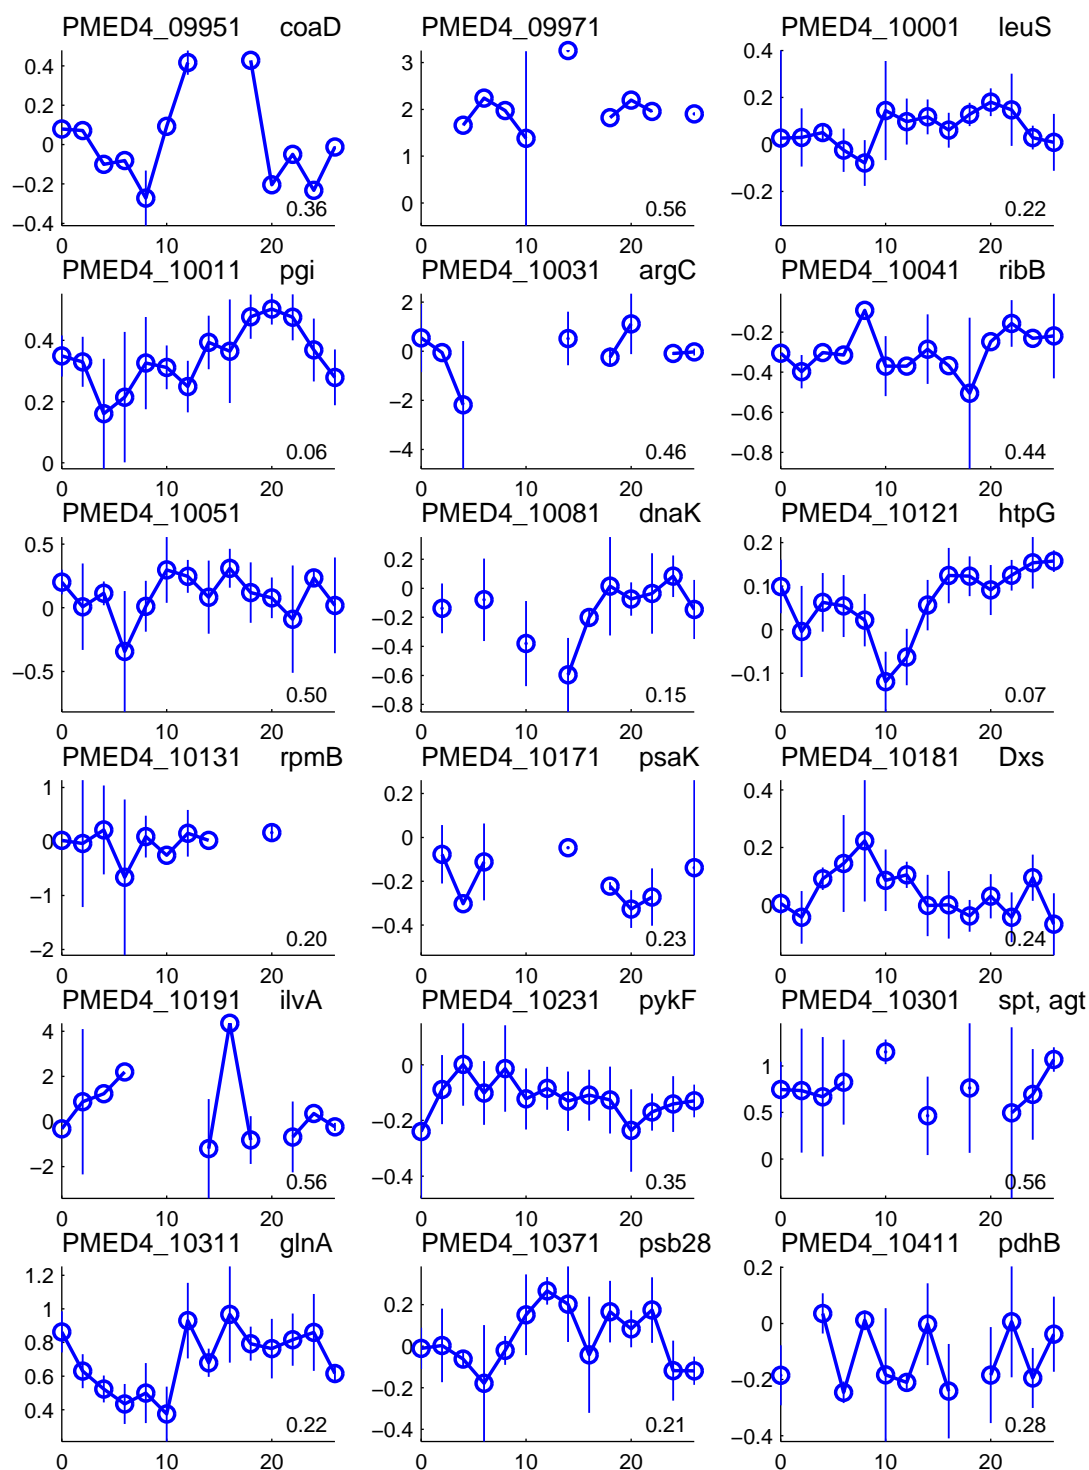 PMED4_09951 coaD
0.4
0.2
0
−0.2
−0.4
0.36
0 10 20
PMED4_09971
3
2
1
0
0.56
0 10 20
PMED4_10001 leuS
0.4
0.2
0
−0.2
0.22
0 10 20
PMED4_10011 pgi
0.4
0.2
0
0.06
0 10 20
PMED4_10031 argC
2
0
−2
−4
0.46
0 10 20
PMED4_10041 ribB
−0.2
−0.4
−0.6
−0.8
0.44
0 10 20
PMED4_10051
0.5
0
−0.5
0.50
0 10 20
PMED4_10081 dnaK
0.2
0
−0.2
−0.4
−0.6
−0.8
0.15
0 10 20
PMED4_10121 htpG
0.2
0.1
0
−0.1
0.07
0 10 20
PMED4_10131 rpmB
1
0
−1
−2
0.20
0 10 20
PMED4_10171 psaK
0.2
0
−0.2
−0.4
0.23
0 10 20
PMED4_10181 Dxs
0.4
0.2
0
0.24
0 10 20
PMED4_10191 ilvA
4
2
0
−2
0.56
0 10 20
PMED4_10231 pykF
0
−0.2
−0.4
0.35
0 10 20
PMED4_10301 spt, agt
1
0.5
0
0.56
0 10 20
PMED4_10311 glnA
1.2
1
0.8
0.6
0.4
0.22
0 10 20
PMED4_10371 psb28
0.2
0
−0.2
−0.4
0.21
0 10 20
PMED4_10411 pdhB
0.2
0
−0.2
−0.4
0.28
0 10 20